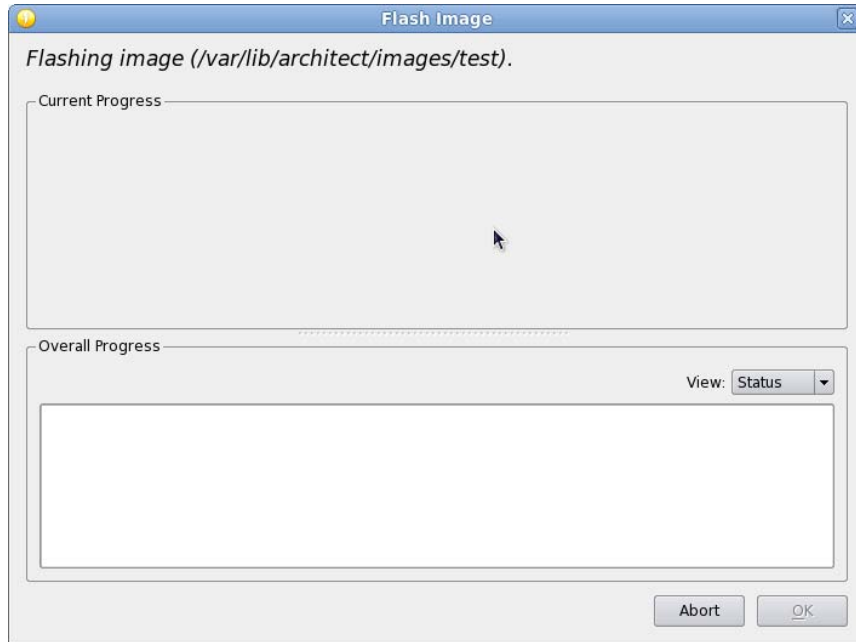 Flash Image
Flashing image (/var/lib/architect/images/test).
Current Progress
Overall Progress
View: Status
Abort
OK